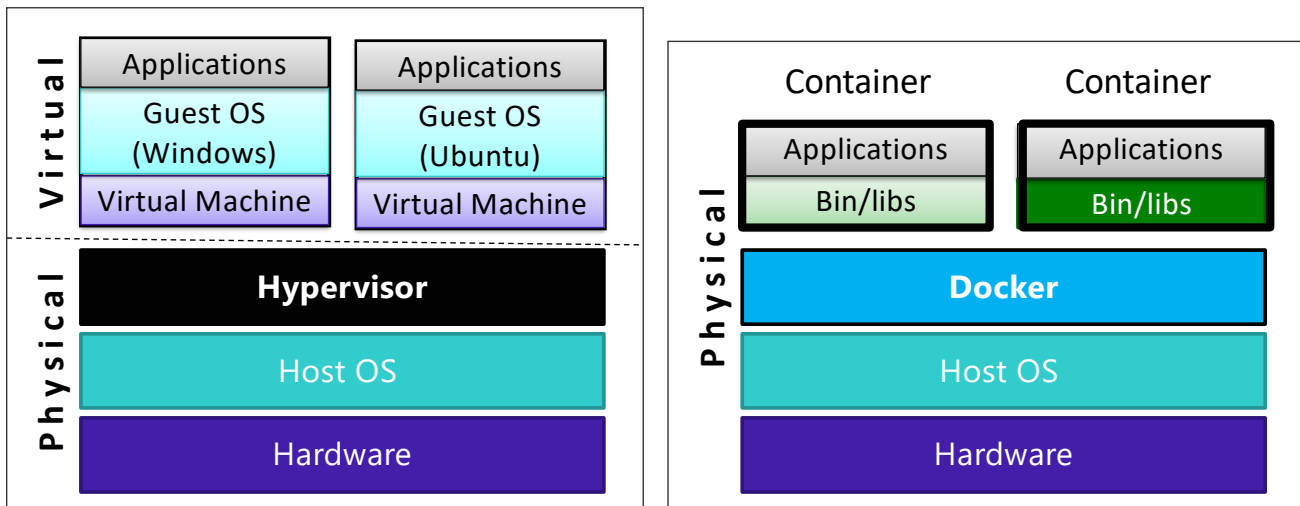 Virtual
Applications
Guest OS
(Windows)
Virtual Machine
Applications
Guest OS
(Ubuntu)
Virtual Machine
Physical
Hypervisor
Host OS
Hardware
Physical
Container
Applications
Bin/libs
Container
Applications
Bin/libs
Docker
Host OS
Hardware